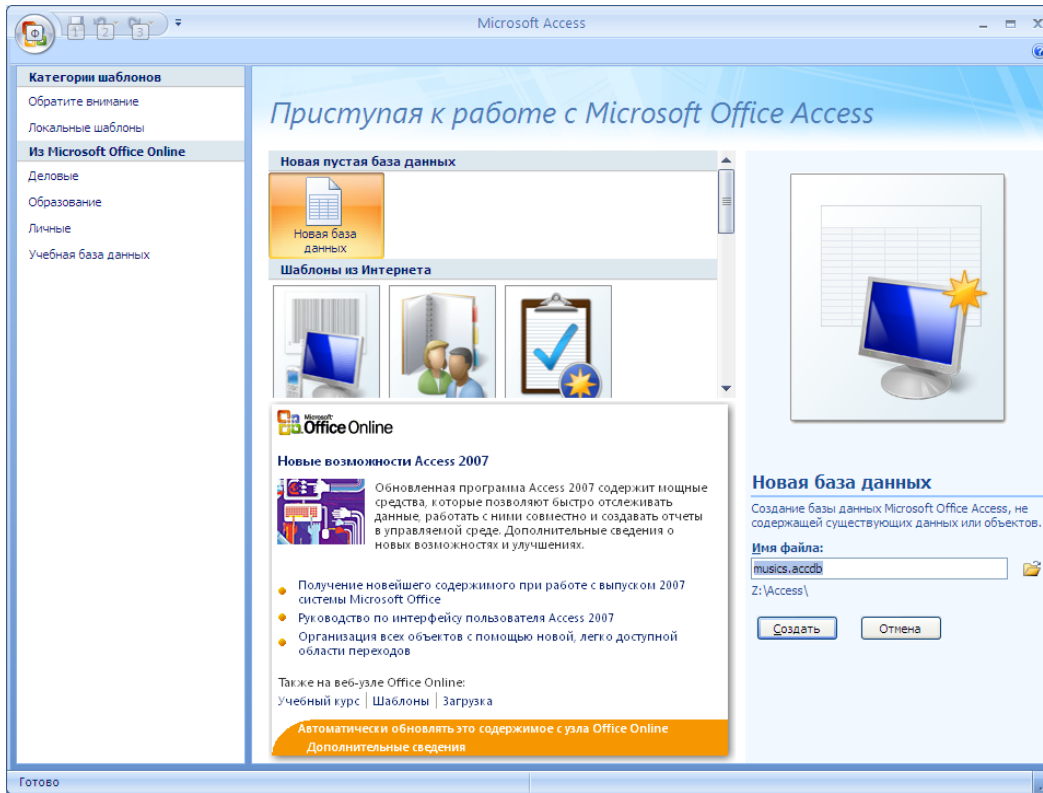 Ф
1 2 3
Microsoft Access
Категории шаблонов
Обратите внимание
Локальные шаблоны
Из Microsoft Office Online
Деловые
Образование
Личные
Учебная база данных
Приступая к работе с Microsoft Office Access
Новая пустая база данных
Новая база
данных
Шаблоны из Интернета
Microsoft
Office Online
Новые возможности Access 2007
Обновленная программа Access 2007 содержит мощные
средства, которые позволяют быстро отслеживать
данные, работать с ними совместно и создавать отчеты
в управляемой среде. Дополнительные сведения о
новых возможностях и улучшениях.
Получение новейшего содержимого при работе с выпуском 2007
системы Microsoft Office
Руководство по интерфейсу пользователя Access 2007
Организация всех объектов с помощью новой, легко доступной
области переходов
Также на веб-узле Office Online:
Учебный курс | Шаблоны | Загрузка
Автоматически обновлять это содержимое с узла Office Online
Дополнительные сведения
Новая база данных
Создание базы данных Microsoft Office Access, не
содержащей существующих данных или объектов.
Имя файла:
musics.accdb
Z:\Access\
Создать Отмена
Готово